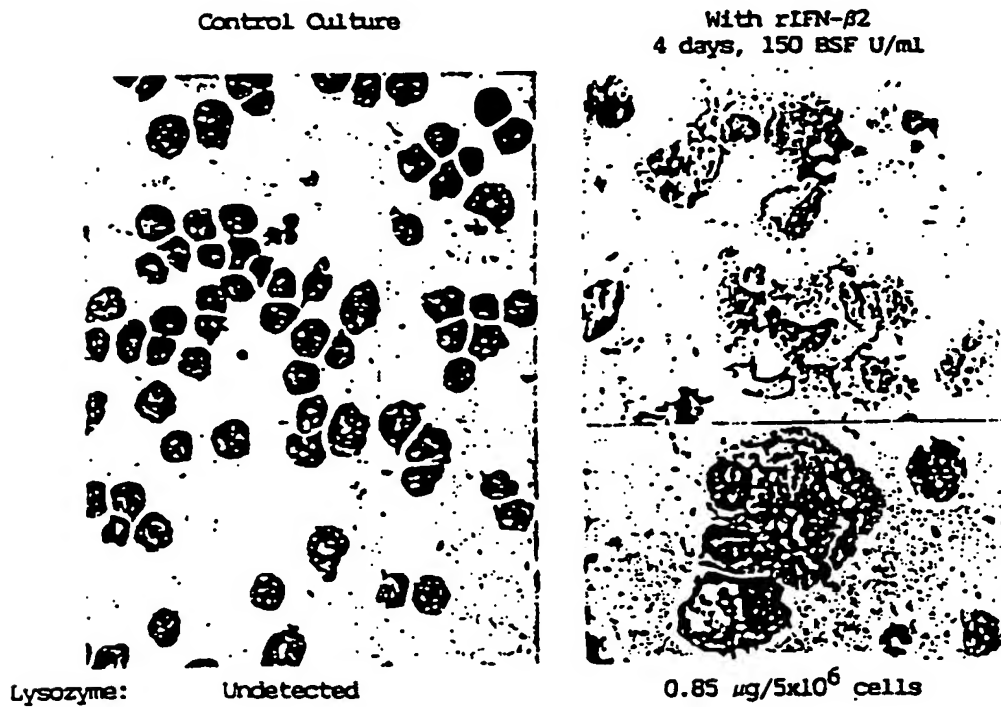 Control Culture
With rIFN-β2
4 days, 150 BSF U/ml
Lysozyme: Undetected
0.85 μg/5x10⁶ cells